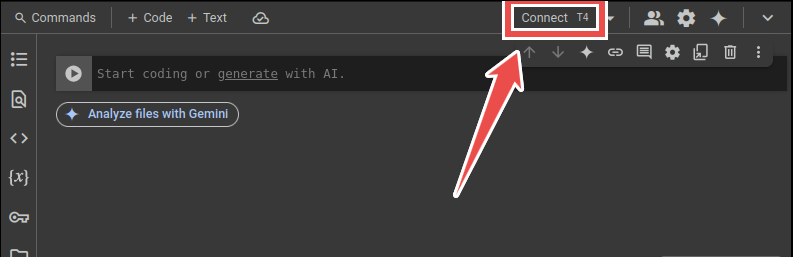 Commands + Code + Text Connect T4
Start coding or generate with AI.
Analyze files with Gemini
<> 
{x}